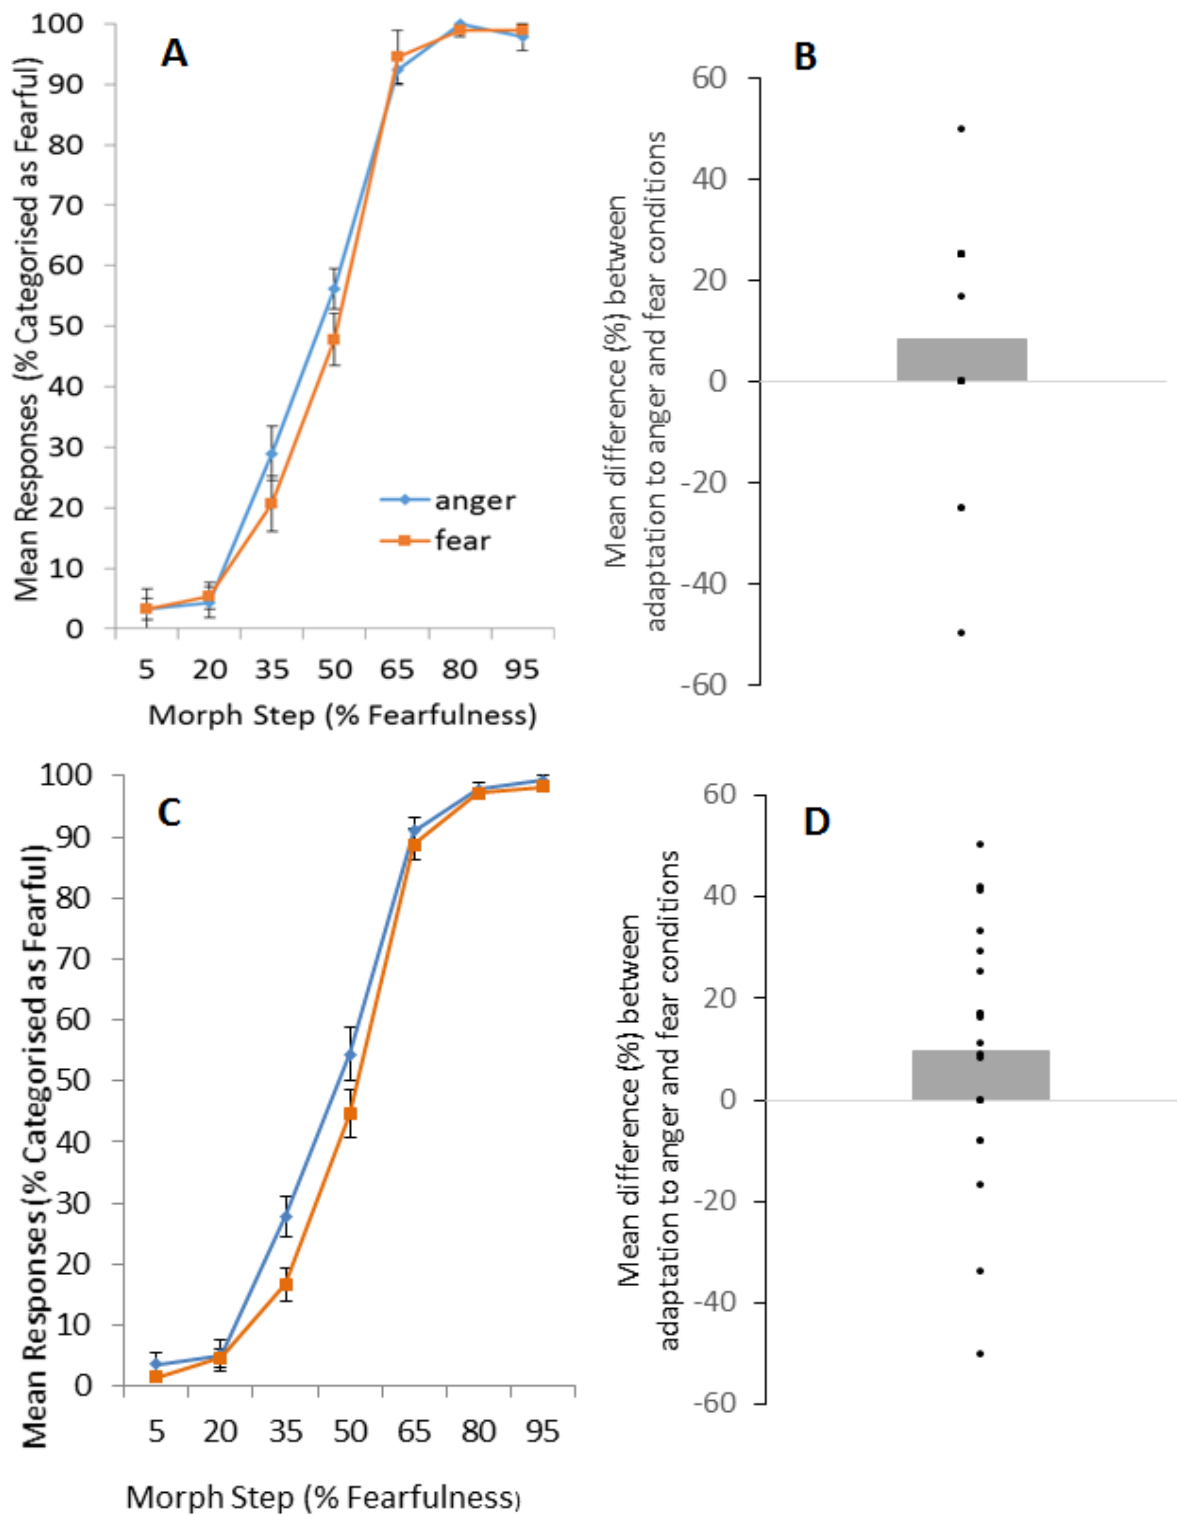 A
Mean Responses (% Categorised as Fearful)
100
90
80
70
60
50
40
30
20
10
0
anger
fear
5 20 35 50 65 80 95
Morph Step (% Fearfulness)
B
Mean difference (%) between
adaptation to anger and fear conditions
60
40
20
0
-20
-40
-60
C
Mean Responses (% Categorised as Fearful)
100
90
80
70
60
50
40
30
20
10
0
5 20 35 50 65 80 95
Morph Step (% Fearfulness)
D
Mean difference (%) between
adaptation to anger and fear conditions
60
40
20
0
-20
-40
-60